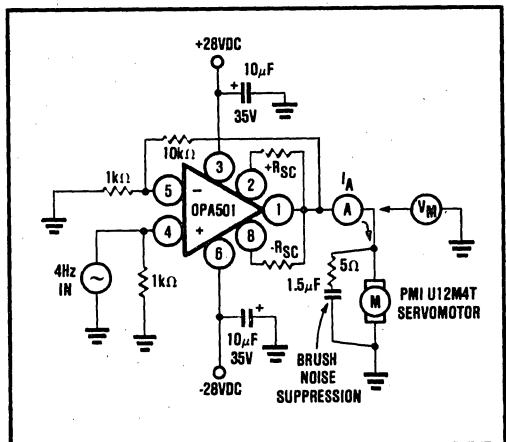 +28VDC
10μF
35V
10kΩ
+RSC
1kΩ
3
2
5
−
OPA501
1
IA
A
VM
4
+
8
-RSC
6
4Hz
IN
1kΩ
5Ω
1.5μF
M
PMI U12M4T
SERVOMOTOR
+
10μF
35V
BRUSH
NOISE
SUPPRESSION
-28VDC